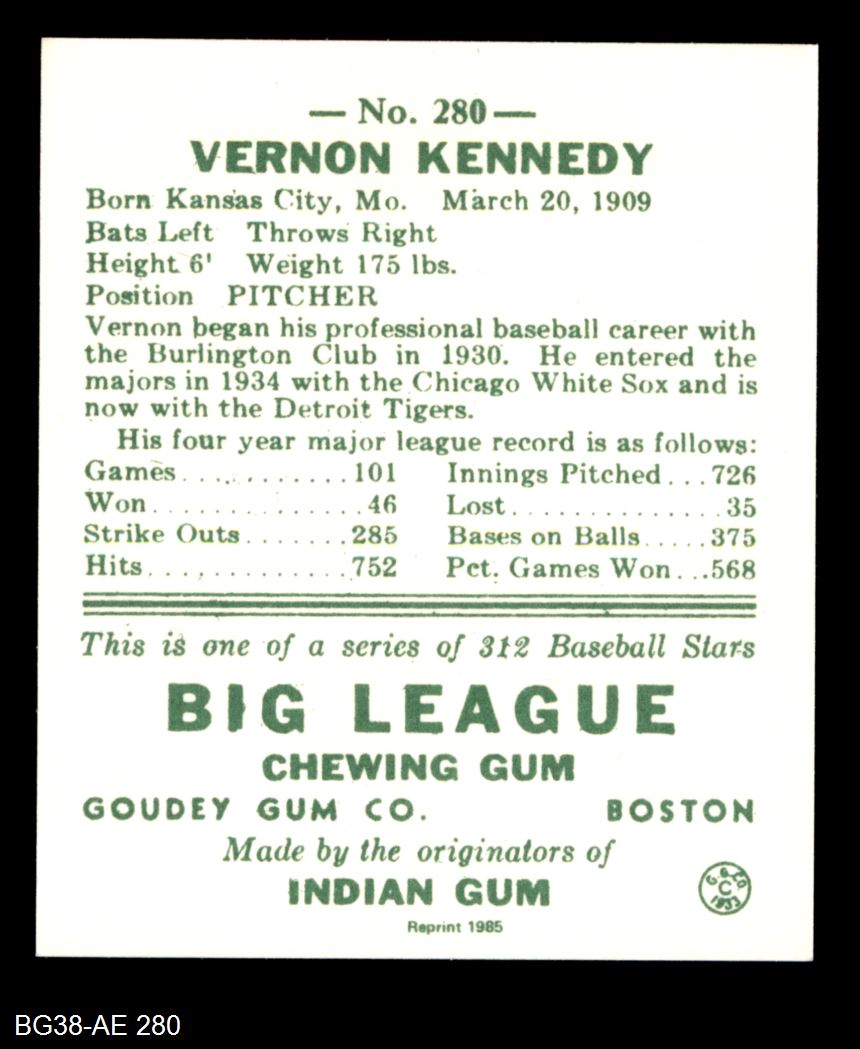 — No. 280 —
VERNON KENNEDY
Born Kansas City, Mo. March 20, 1909
Bats Left Throws Right
Height 6' Weight 175 lbs.
Position PITCHER
Vernon began his professional baseball career with
the Burlington Club in 1930. He entered the
majors in 1934 with the Chicago White Sox and is
now with the Detroit Tigers.
His four year major league record is as follows:
Games............101 Innings Pitched...726
Won..............46 Lost..............35
Strike Outs.......285 Bases on Balls.....375
Hits.............752 Pct. Games Won...568
This is one of a series of 312 Baseball Stars
BIG LEAGUE
CHEWING GUM
GOUDEY GUM CO. BOSTON
Made by the originators of
INDIAN GUM
G.G.CO
C
1933
Reprint 1985
BG38-AE 280